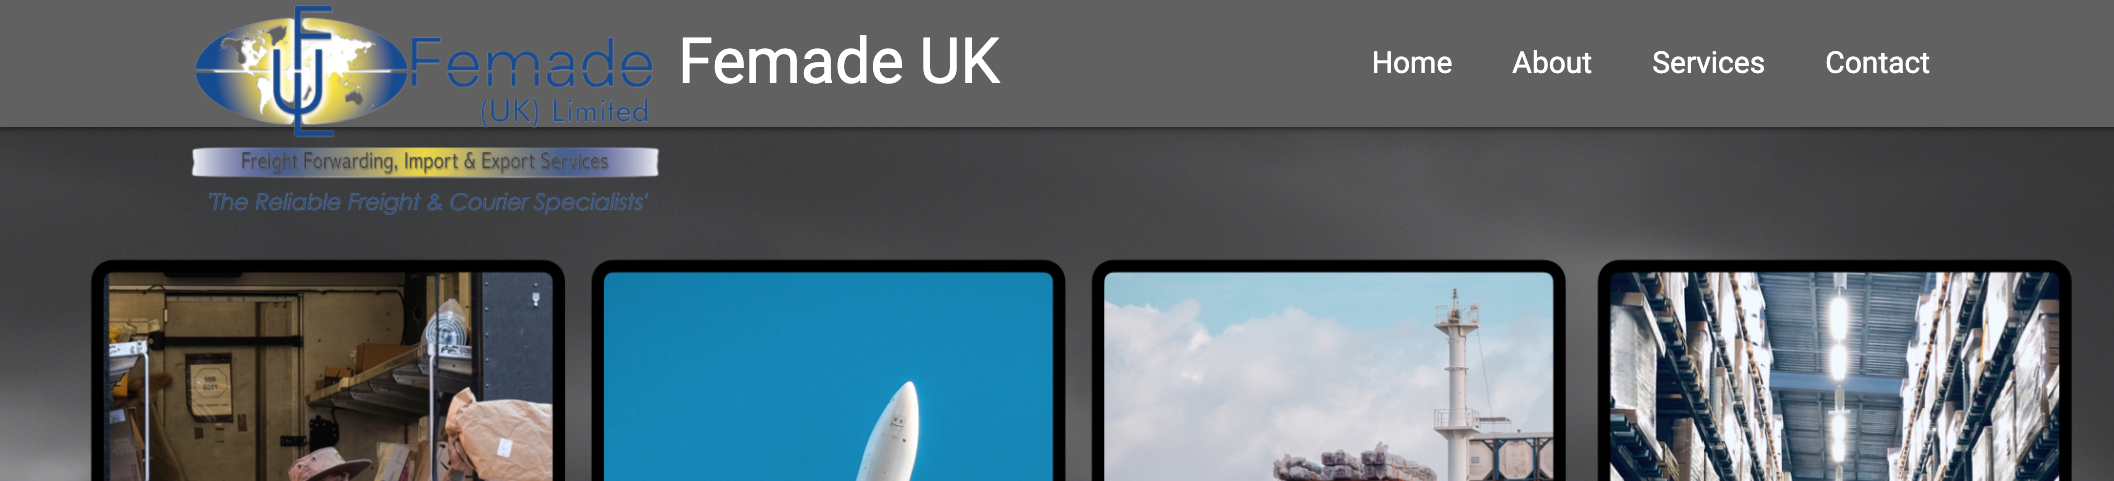 Femade
(UK) Limited
Freight Forwarding, Import & Export Services
'The Reliable Freight & Courier Specialists'
Femade UK
Home
About
Services
Contact